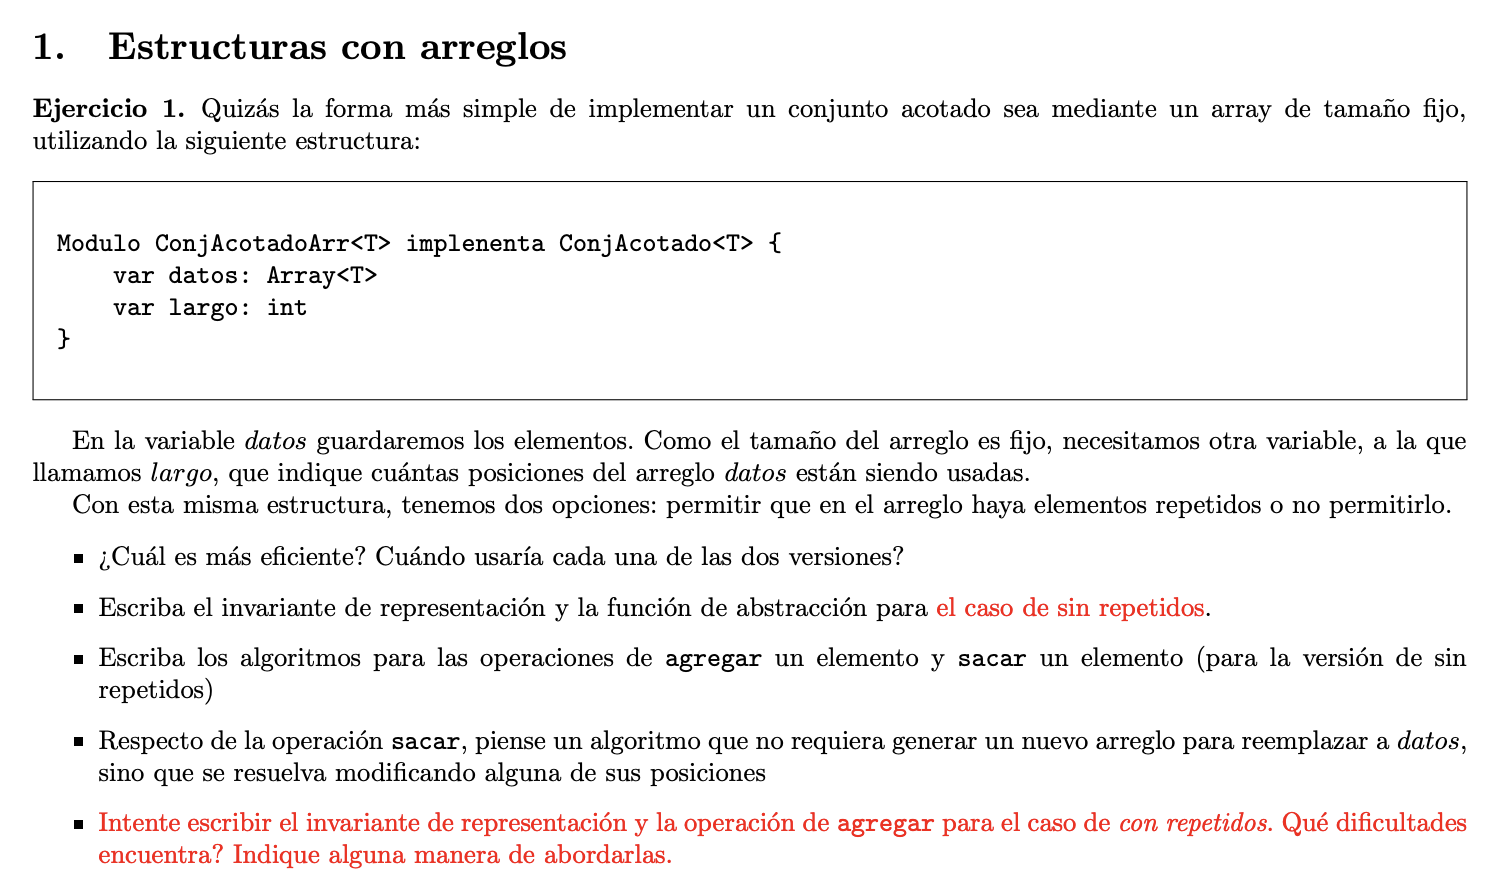 1. Estructuras con arreglos
Ejercicio 1. Quizás la forma más simple de implementar un conjunto acotado sea mediante un array de tamaño fijo,
utilizando la siguiente estructura:
Modulo ConjAcotadoArr<T> implenenta ConjAcotado<T> {
var datos: Array<T>
var largo: int
}
En la variable datos guardaremos los elementos. Como el tamaño del arreglo es fijo, necesitamos otra variable, a la que
llamamos largo, que indique cuántas posiciones del arreglo datos están siendo usadas.
Con esta misma estructura, tenemos dos opciones: permitir que en el arreglo haya elementos repetidos o no permitirlo.
▪ ¿Cuál es más eficiente? Cuándo usaría cada una de las dos versiones?
▪ Escriba el invariante de representación y la función de abstracción para el caso de sin repetidos.
▪ Escriba los algoritmos para las operaciones de agregar un elemento y sacar un elemento (para la versión de sin
repetidos)
▪ Respecto de la operación sacar, piense un algoritmo que no requiera generar un nuevo arreglo para reemplazar a datos,
sino que se resuelva modificando alguna de sus posiciones
▪ Intente escribir el invariante de representación y la operación de agregar para el caso de con repetidos. Qué dificultades
encuentra? Indique alguna manera de abordarlas.